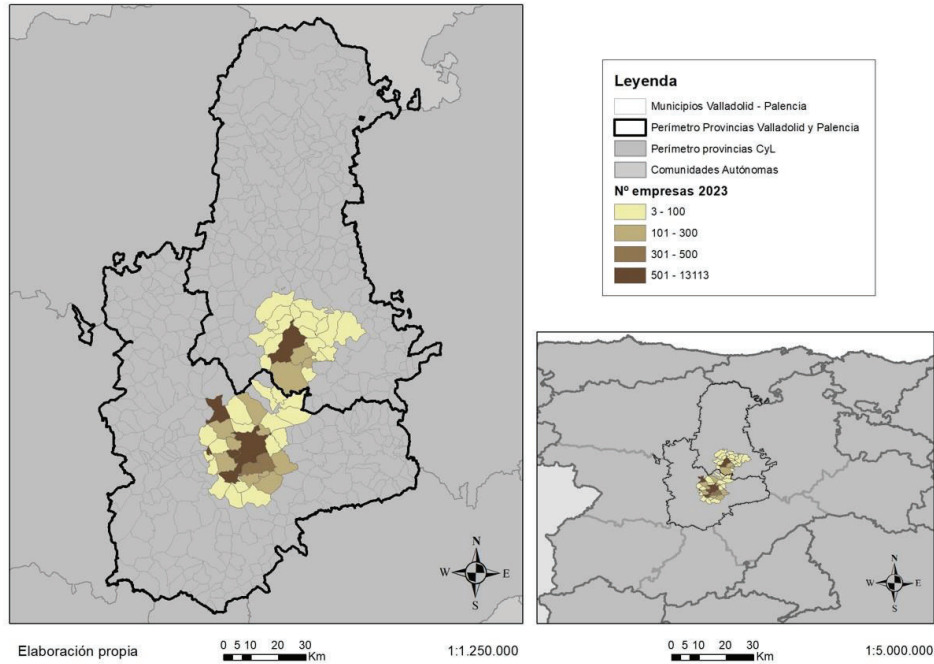 Leyenda
Municipios Valladolid - Palencia
Perímetro Provincias Valladolid y Palencia
Perímetro provincias CyL
Comunidades Autónomas
Nº empresas 2023
3 - 100
101 - 300
301 - 500
501 - 13113
N
W E
S
N
W E
S
Elaboración propia
0 5 10 20 30
Km
1:1.250.000
0 5 10 20 30
Km
1:5.000.000